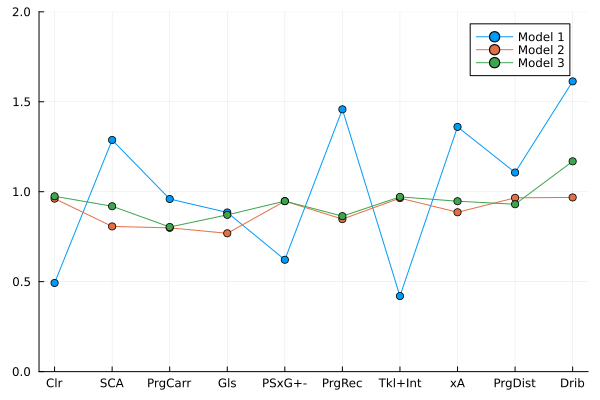 2.0
1.5
1.0
0.5
0.0
Model 1
Model 2
Model 3
Clr SCA PrgCarr Gls PSxG+- PrgRec Tkl+Int xA PrgDist Drib